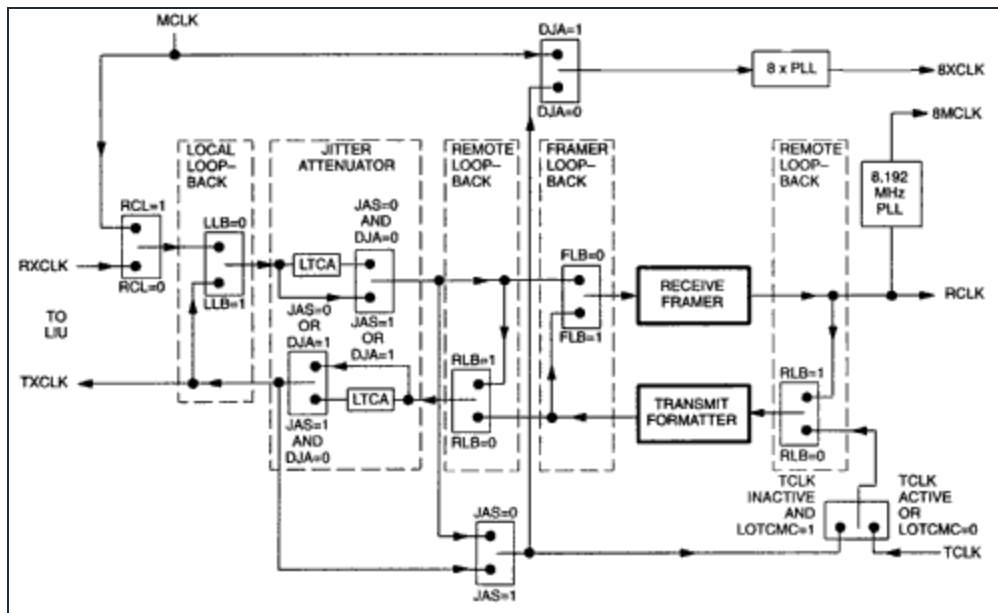 MCLK
DJA=1
8 x PLL
8XCLK
DJA=0
8MCLK
LOCAL
LOOP-
BACK
JITTER
ATTENUATOR
REMOTE
LOOP-
BACK
FRAMER
LOOP-
BACK
REMOTE
LOOP-
BACK
8.192
MHz
PLL
RCL=1
LLB=0
JAS=0
AND
DJA=0
FLB=0
RXCLK
LTCA
RECEIVE
FRAMER
RCLK
RCL=0
LLB=1
JAS=0
OR
DJA=1
JAS=1
OR
DJA=1
FLB=1
TO
LIU
RLB=1
RLB=1
TXCLK
LTCA
TRANSMIT
FORMATTER
JAS=1
AND
DJA=0
RLB=0
RLB=0
TCLK
INACTIVE
AND
LOTCMC=1
TCLK
ACTIVE
OR
LOTCMC=0
JAS=0
TCLK
JAS=1